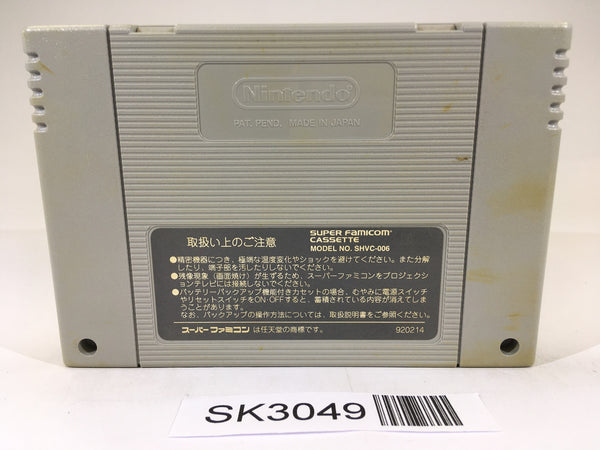 Nintendo
PAT. PEND. MADE IN JAPAN
取扱い上のご注意
SUPER FAMICOM
CASSETTE
MODEL NO. SHVC-006
●精密機器につき、極端な温度変化やショックを避けてください。また分解
したり、端子部を汚したりしないでください。
●残像現象（画面焼け）が生ずるため、スーパーファミコンをプロジェクシ
ョンテレビには接続しないでください。
●バッテリーバックアップ機能付きカセットの場合、むやみに電源スイッチ
やリセットスイッチをON・OFFすると、蓄積されている内容が消えてしま
うことがあります。
なお、バックアップの操作方法については、取扱説明書をご参照ください。
スーパーファミコン は任天堂の商標です。
920214
SK3049